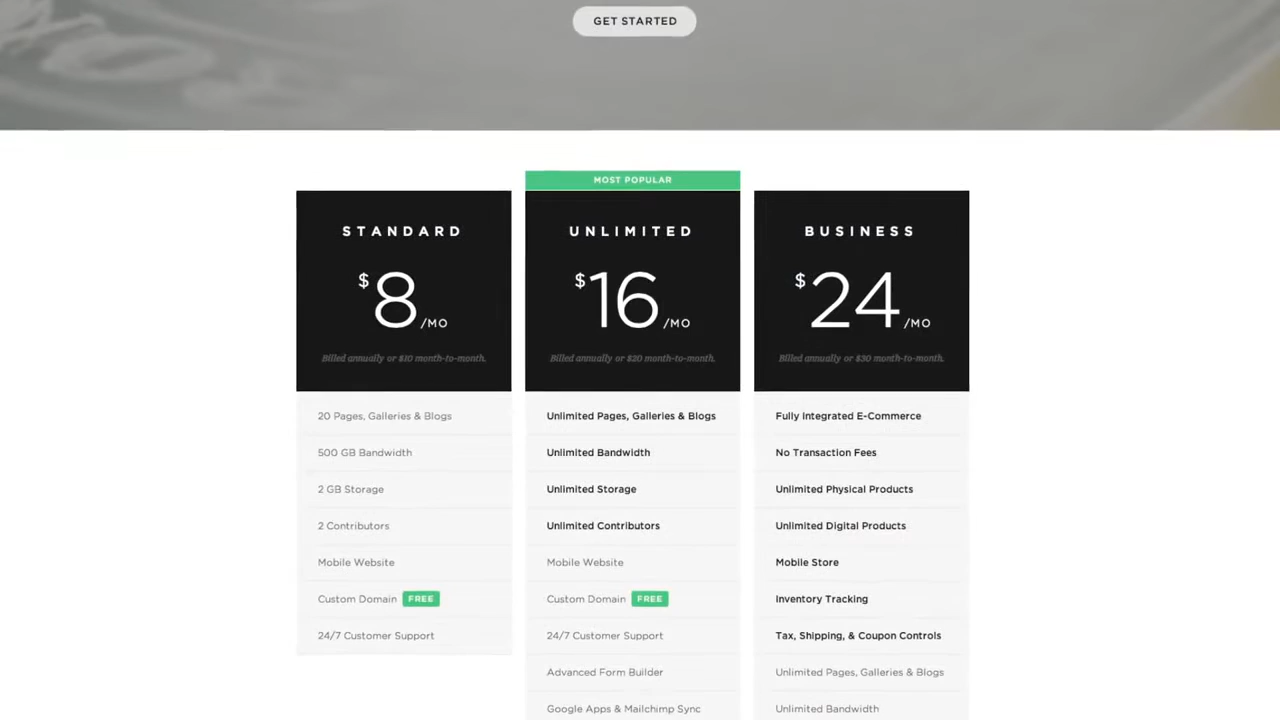 GET STARTED
MOST POPULAR
STANDARD
$8/MO
Billed annually or $10 month-to-month.
20 Pages, Galleries & Blogs
500 GB Bandwidth
2 GB Storage
2 Contributors
Mobile Website
Custom Domain FREE
24/7 Customer Support
UNLIMITED
$16/MO
Billed annually or $20 month-to-month.
Unlimited Pages, Galleries & Blogs
Unlimited Bandwidth
Unlimited Storage
Unlimited Contributors
Mobile Website
Custom Domain FREE
24/7 Customer Support
Advanced Form Builder
Google Apps & Mailchimp Sync
BUSINESS
$24/MO
Billed annually or $30 month-to-month.
Fully Integrated E-Commerce
No Transaction Fees
Unlimited Physical Products
Unlimited Digital Products
Mobile Store
Inventory Tracking
Tax, Shipping, & Coupon Controls
Unlimited Pages, Galleries & Blogs
Unlimited Bandwidth